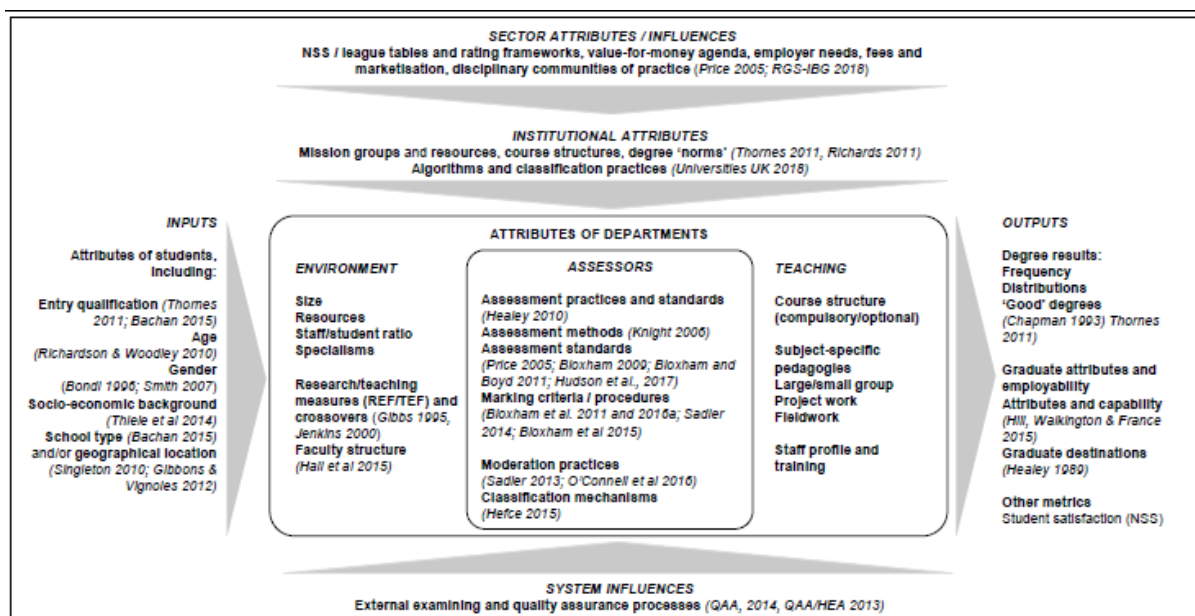 SECTOR ATTRIBUTES / INFLUENCES
NSS / league tables and rating frameworks, value-for-money agenda, employer needs, fees and
marketisation, disciplinary communities of practice (Price 2005; RGS-IBG 2018)
INSTITUTIONAL ATTRIBUTES
Mission groups and resources, course structures, degree ‘norms’ (Thornes 2011, Richards 2011)
Algorithms and classification practices (Universities UK 2018)
INPUTS
Attributes of students,
including:
Entry qualification (Thornes
2011; Bachan 2015)
Age
(Richardson & Woodley 2010)
Gender
(Bondi 1996; Smith 2007)
Socio-economic background
(Thiele et al 2014)
School type (Bachan 2015)
and/or geographical location
(Singleton 2010; Gibbons &
Vignoles 2012)
ATTRIBUTES OF DEPARTMENTS
ENVIRONMENT
Size
Resources
Staff/student ratio
Specialisms
Research/teaching
measures (REF/TEF) and
crossovers (Gibbs 1995,
Jenkins 2000)
Faculty structure
(Hall et al 2015)
ASSESSORS
Assessment practices and standards
(Healey 2010)
Assessment methods (Knight 2006)
Assessment standards
(Price 2005; Bloxham 2009; Bloxham and
Boyd 2011; Hudson et al., 2017)
Marking criteria / procedures
(Bloxham et al. 2011 and 2016a; Sadler
2014; Bloxham et al 2015)
Moderation practices
(Sadler 2013; O’Connell et al 2016)
Classification mechanisms
(Hefce 2015)
TEACHING
Course structure
(compulsory/optional)
Subject-specific
pedagogies
Large/small group
Project work
Fieldwork
Staff profile and
training
OUTPUTS
Degree results:
Frequency
Distributions
‘Good’ degrees
(Chapman 1993) Thornes
2011)
Graduate attributes and
employability
Attributes and capability
(Hill, Walkington & France
2015)
Graduate destinations
(Healey 1989)
Other metrics
Student satisfaction (NSS)
SYSTEM INFLUENCES
External examining and quality assurance processes (QAA, 2014, QAA/HEA 2013)